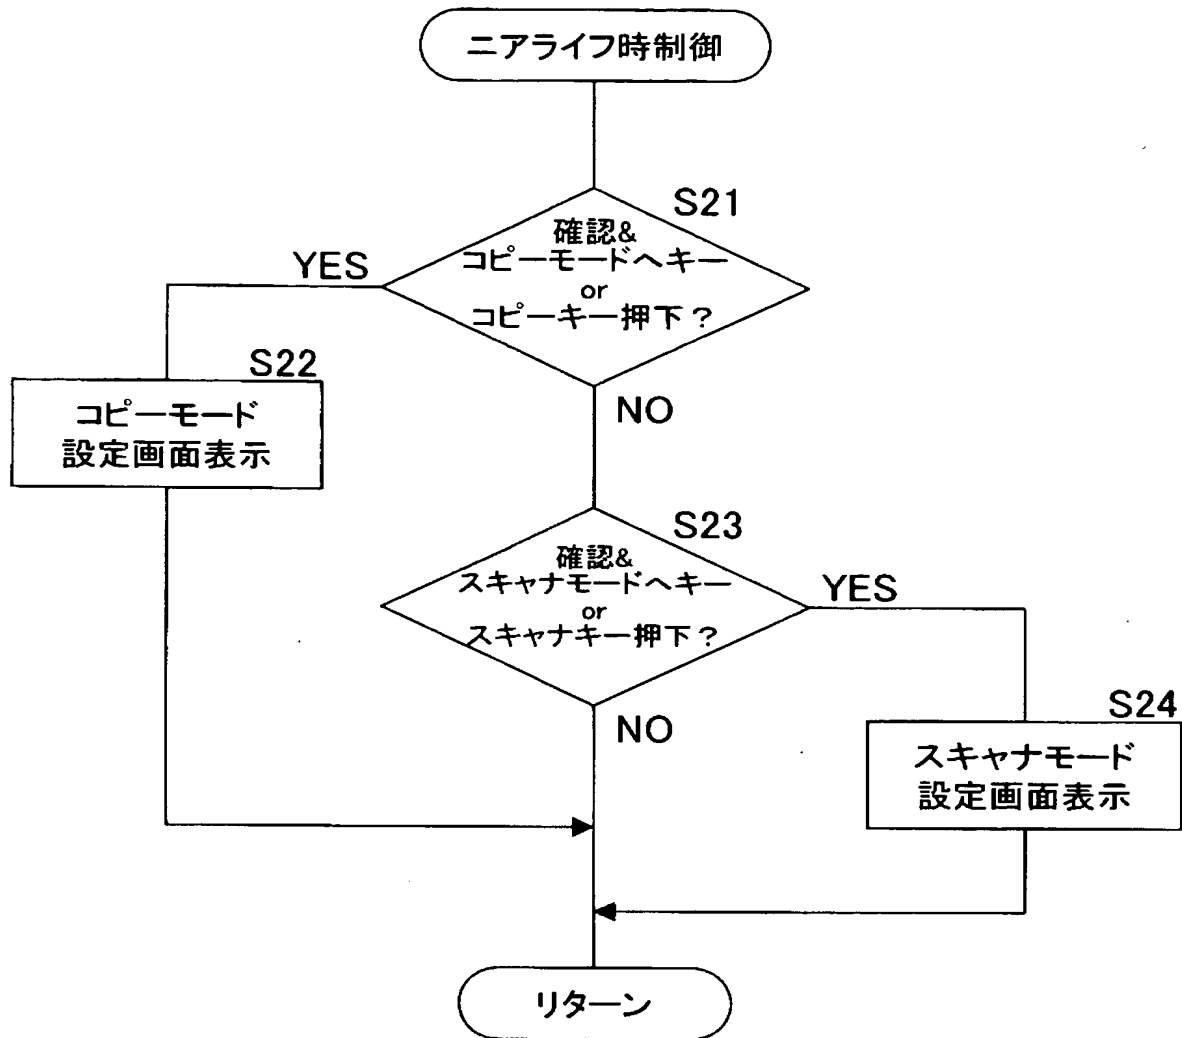 ニアライフ時制御
S21
確認&
コピーモードへキー
or
コピーキー押下?
YES
NO
S22
コピーモード
設定画面表示
S23
確認&
スキャナモードへキー
or
スキャナキー押下?
YES
NO
S24
スキャナモード
設定画面表示
リターン